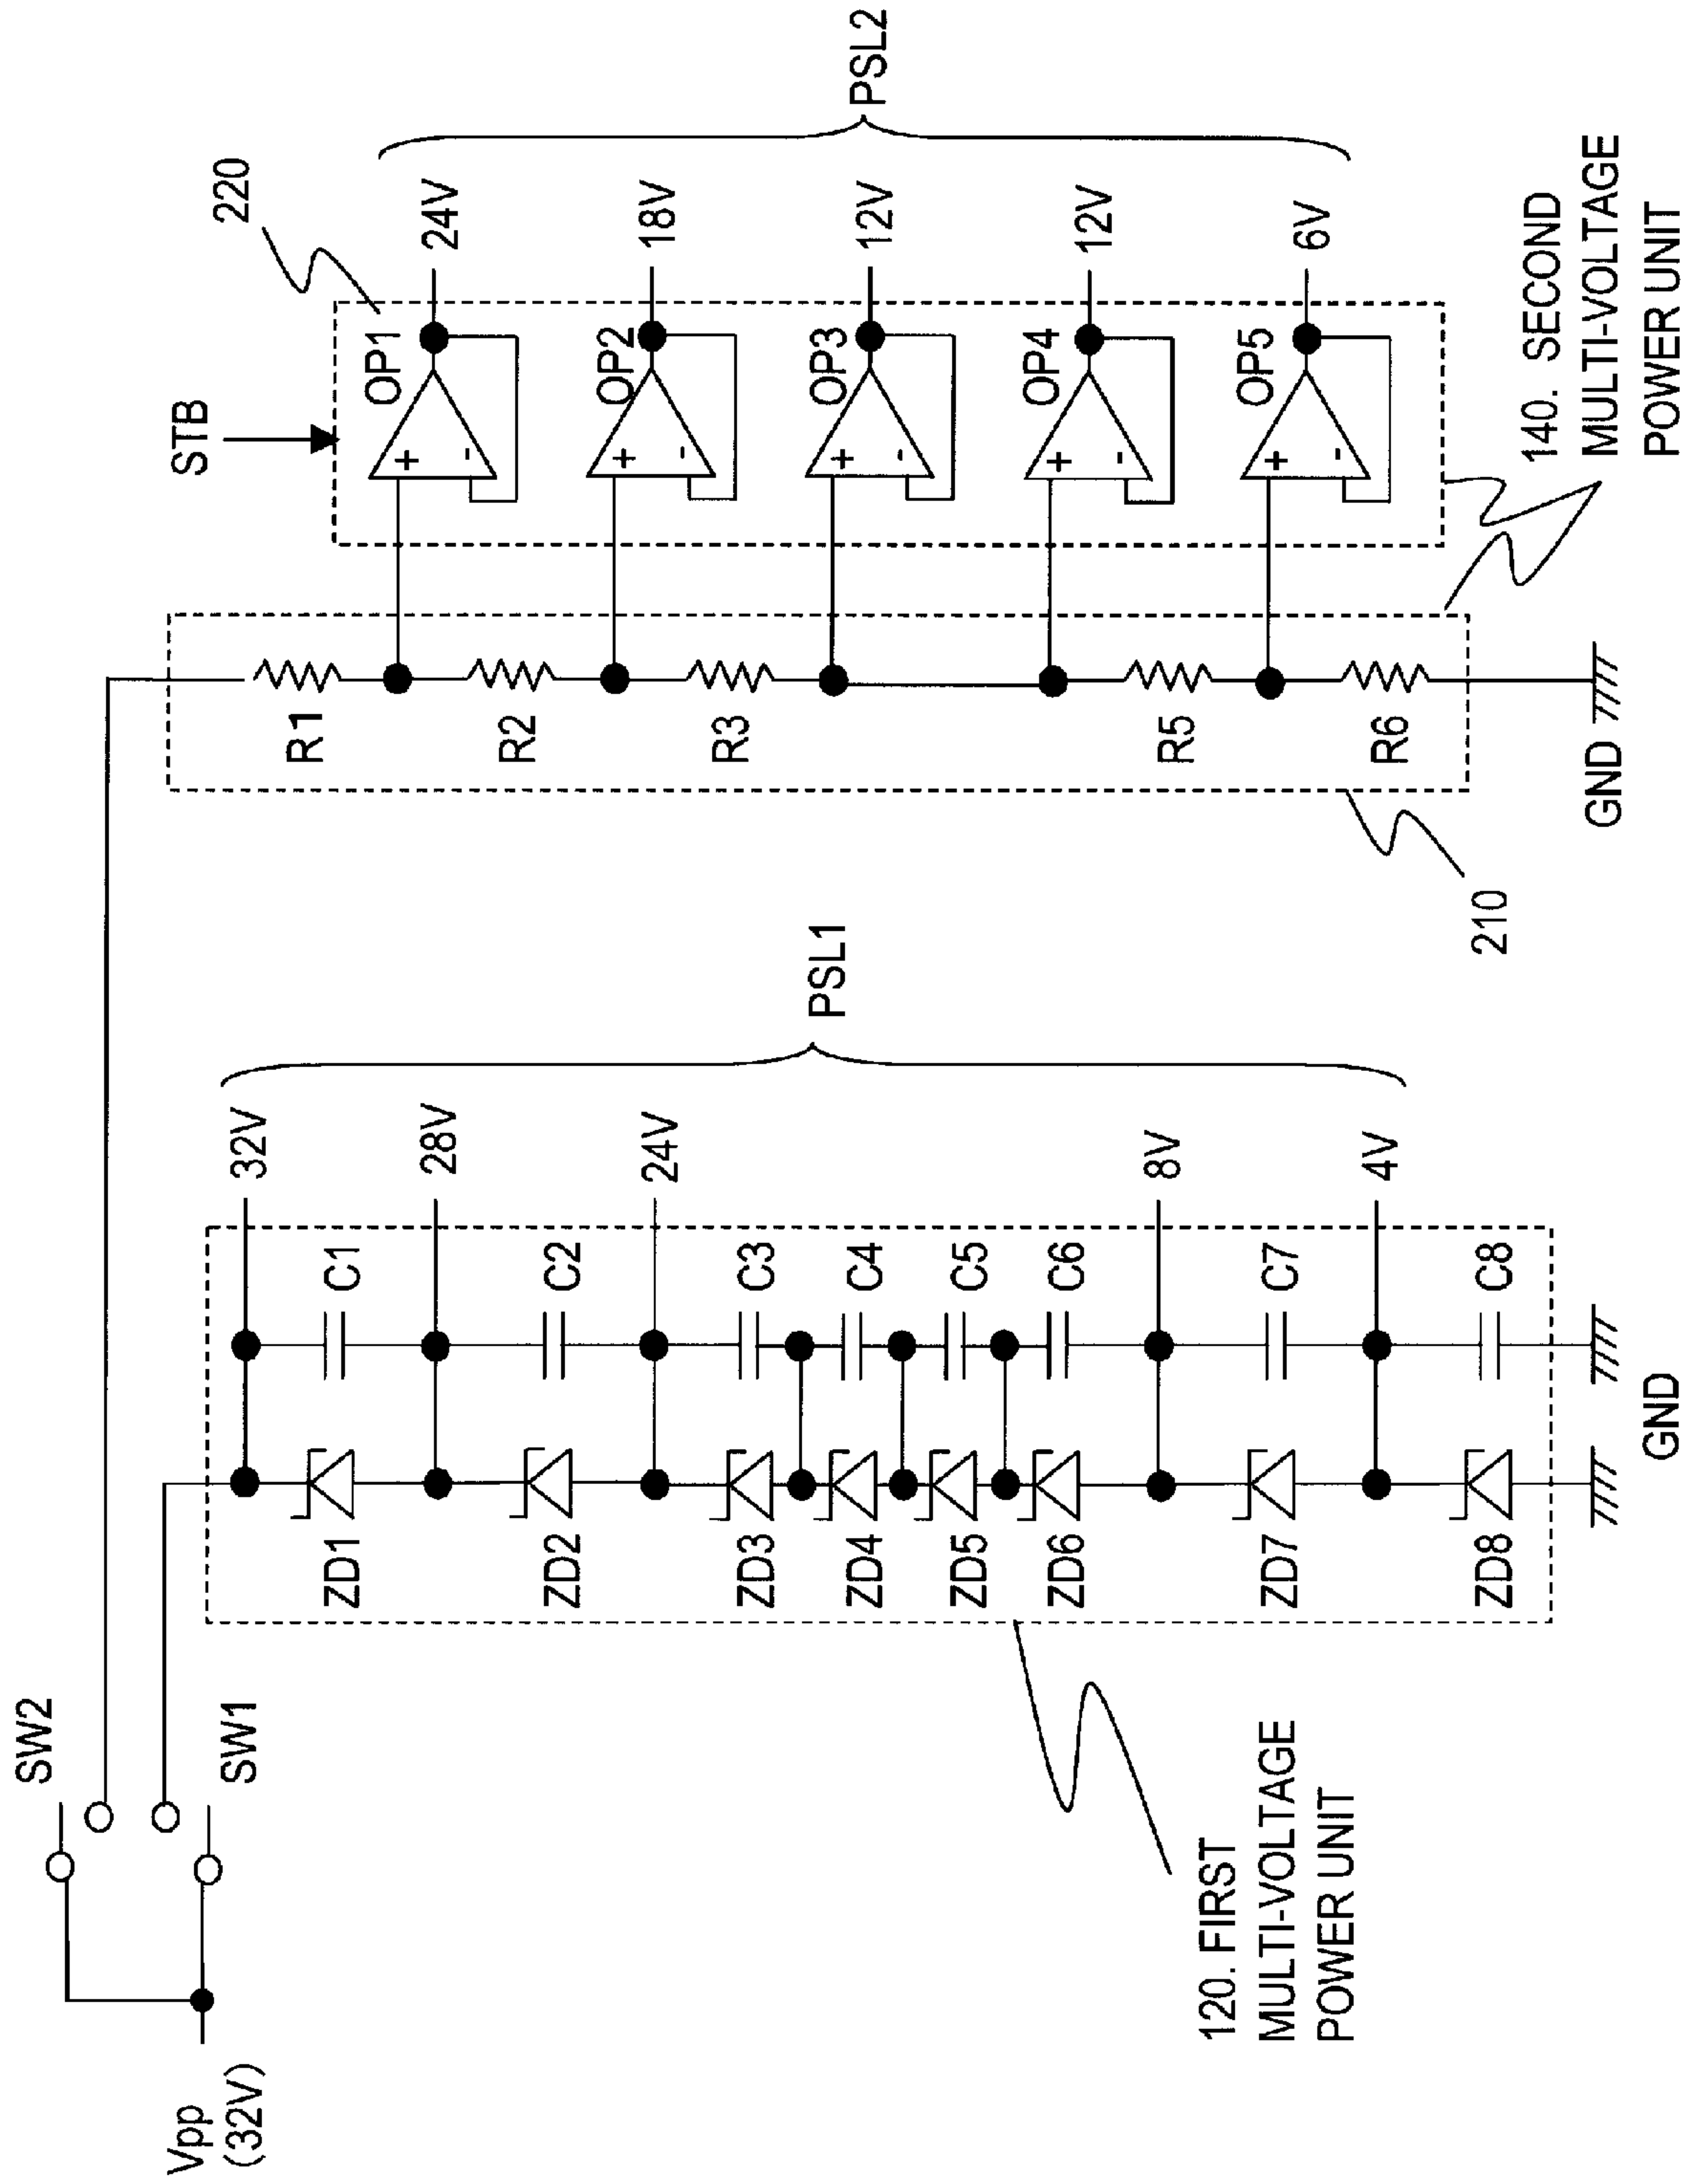 Vpp
(32V)
SW2
SW1
120. FIRST
MULTI-VOLTAGE
POWER UNIT
ZD1
ZD2
ZD3
ZD4
ZD5
ZD6
ZD7
ZD8
C1
C2
C3
C4
C5
C6
C7
C8
GND
32V
28V
24V
8V
4V
PSL1
210
R1
R2
R3
R5
R6
GND
STB
220
OP1
OP2
OP3
OP4
OP5
+
-
+
-
+
-
+
-
+
-
24V
18V
12V
12V
6V
PSL2
140. SECOND
MULTI-VOLTAGE
POWER UNIT